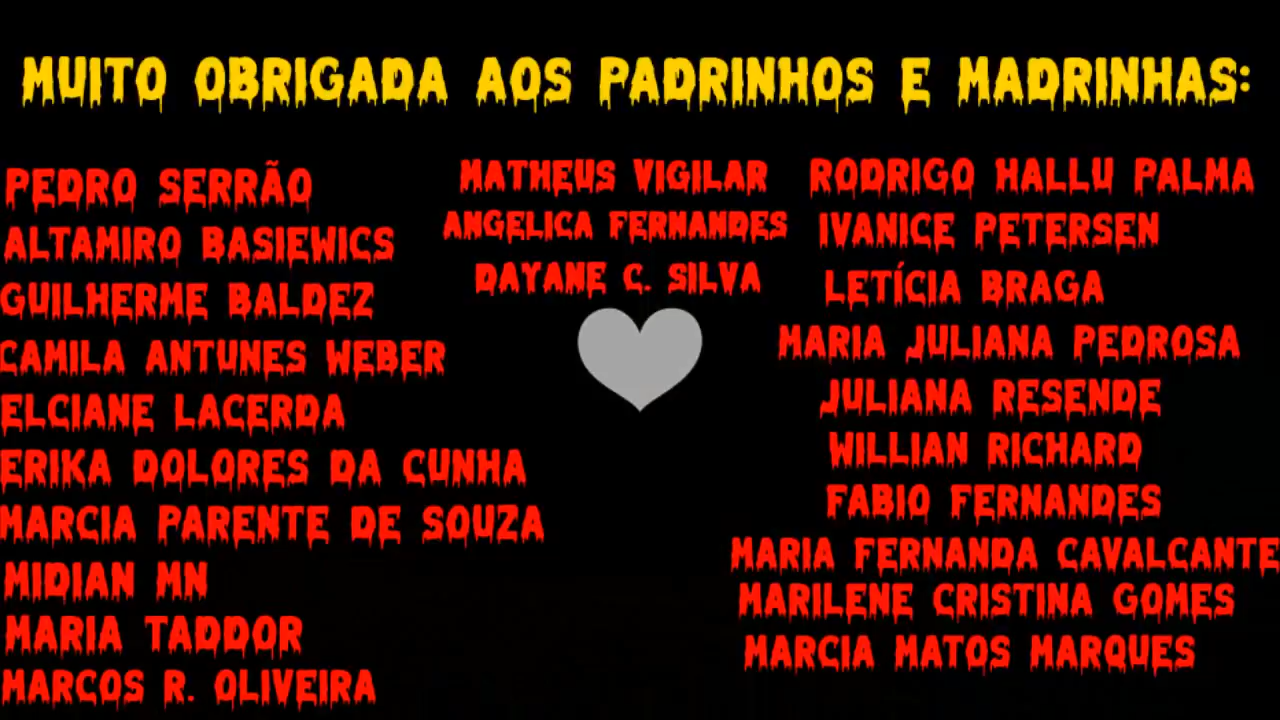 MUITO OBRIGADA AOS PADRINHOS E MADRINHAS:
PEDRO SERRÃO
ALTAMIRO BASIEWICS
GUILHERME BALDEZ
CAMILA ANTUNES WEBER
ELCIANE LACERDA
ERIKA DOLORES DA CUNHA
MARCIA PARENTE DE SOUZA
MIDIAN MN
MARIA TADDOR
MARCOS R. OLIVEIRA
MATHEUS VIGILAR
ANGELICA FERNANDES
DAYANE C. SILVA
RODRIGO HALLU PALMA
IVANICE PETERSEN
LETÍCIA BRAGA
MARIA JULIANA PEDROSA
JULIANA RESENDE
WILLIAN RICHARD
FABIO FERNANDES
MARIA FERNANDA CAVALCANTE
MARILENE CRISTINA GOMES
MARCIA MATOS MARQUES